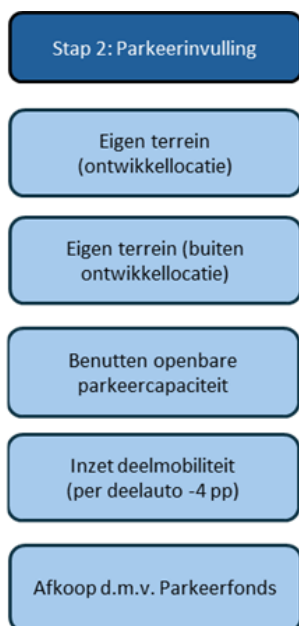 Stap 2: Parkeerinvulling
Eigen terrein
(ontwikkellocatie)
Eigen terrein (buiten
ontwikkellocatie)
Benutten openbare
parkeercapaciteit
Inzet deelmobiliteit
(per deelauto -4 pp)
Afkoop d.m.v. Parkeerfonds